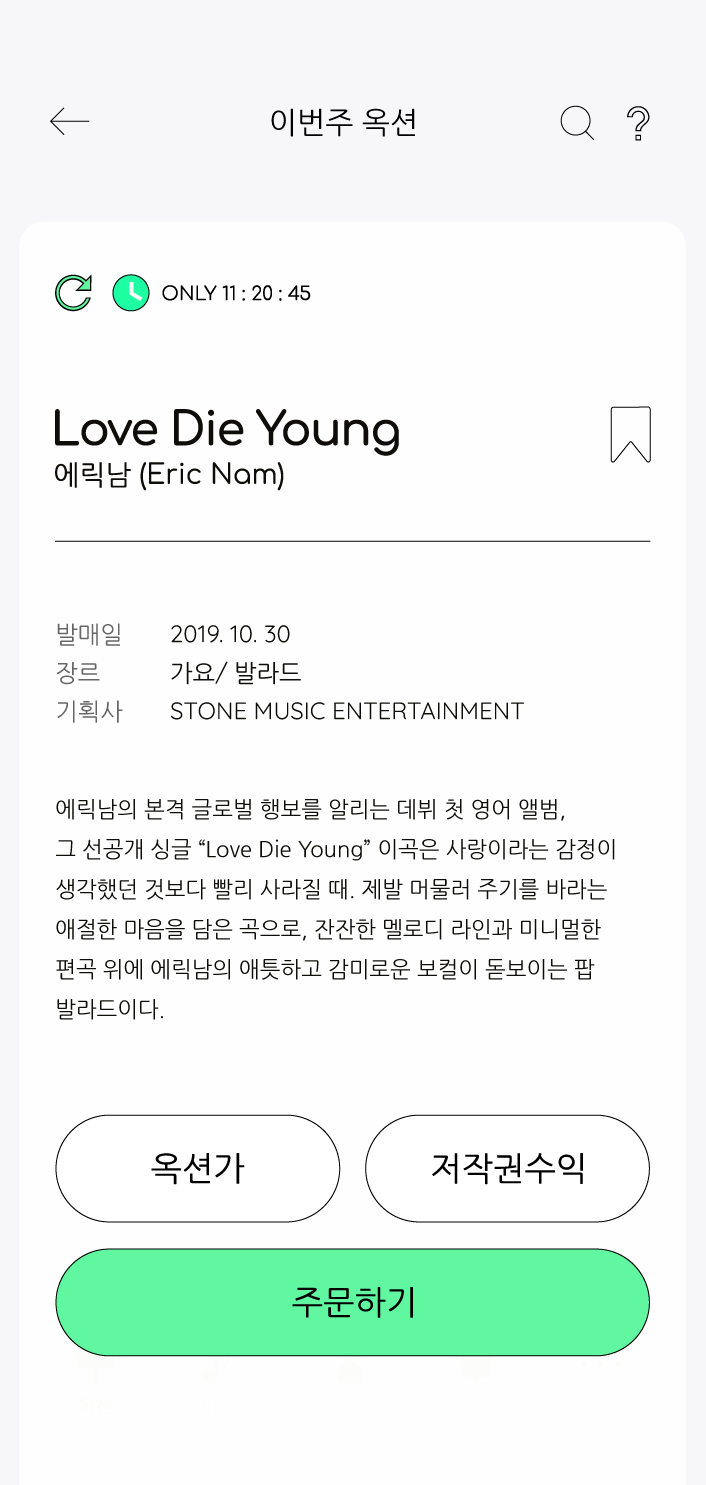 이번주 옥션
ONLY 11 : 20 : 45
Love Die Young
에릭남 (Eric Nam)
발매일 2019. 10. 30
장르 가요/ 발라드
기획사 STONE MUSIC ENTERTAINMENT
에릭남의 본격 글로벌 행보를 알리는 데뷔 첫 영어 앨범,
그 선공개 싱글 “Love Die Young” 이곡은 사랑이라는 감정이
생각했던 것보다 빨리 사라질 때. 제발 머물러 주기를 바라는
애절한 마음을 담은 곡으로, 잔잔한 멜로디 라인과 미니멀한
편곡 위에 에릭남의 애틋하고 감미로운 보컬이 돋보이는 팝
발라드이다.
옥션가 저작권수익
주문하기